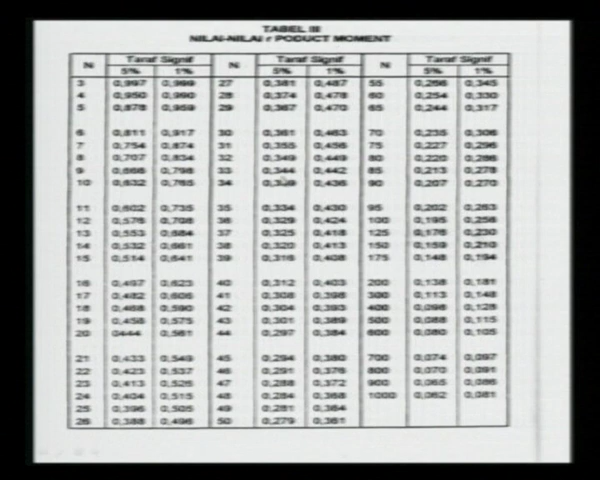 TABEL III
NILAI-NILAI r PODUCT MOMENT
N Taraf Signif N Taraf Signif N Taraf Signif
5% 1% 5% 1% 5% 1%
3 0,997 0,999 27 0,381 0,487 55 0,266 0,345
4 0,950 0,990 28 0,374 0,478 60 0,254 0,330
5 0,878 0,959 29 0,367 0,470 65 0,244 0,317
6 0,811 0,917 30 0,361 0,463 70 0,235 0,306
7 0,754 0,874 31 0,355 0,456 75 0,227 0,296
8 0,707 0,834 32 0,349 0,449 80 0,220 0,286
9 0,666 0,798 33 0,344 0,442 85 0,213 0,278
10 0,632 0,765 34 0,339 0,436 90 0,207 0,270
11 0,602 0,735 35 0,334 0,430 95 0,202 0,263
12 0,576 0,708 36 0,329 0,424 100 0,195 0,256
13 0,553 0,684 37 0,325 0,418 125 0,176 0,230
14 0,532 0,661 38 0,320 0,413 150 0,159 0,210
15 0,514 0,641 39 0,316 0,408 175 0,148 0,194
16 0,497 0,623 40 0,312 0,403 200 0,138 0,181
17 0,482 0,606 41 0,308 0,398 300 0,113 0,148
18 0,468 0,590 42 0,304 0,393 400 0,098 0,128
19 0,456 0,575 43 0,301 0,389 500 0,088 0,115
20 0444 0,561 44 0,297 0,384 600 0,080 0,105
21 0,433 0,549 45 0,294 0,380 700 0,074 0,097
22 0,423 0,537 46 0,291 0,376 800 0,070 0,091
23 0,413 0,526 47 0,288 0,372 900 0,065 0,086
24 0,404 0,515 48 0,284 0,368 1000 0,062 0,081
25 0,396 0,505 49 0,281 0,364
26 0,388 0,496 50 0,279 0,361